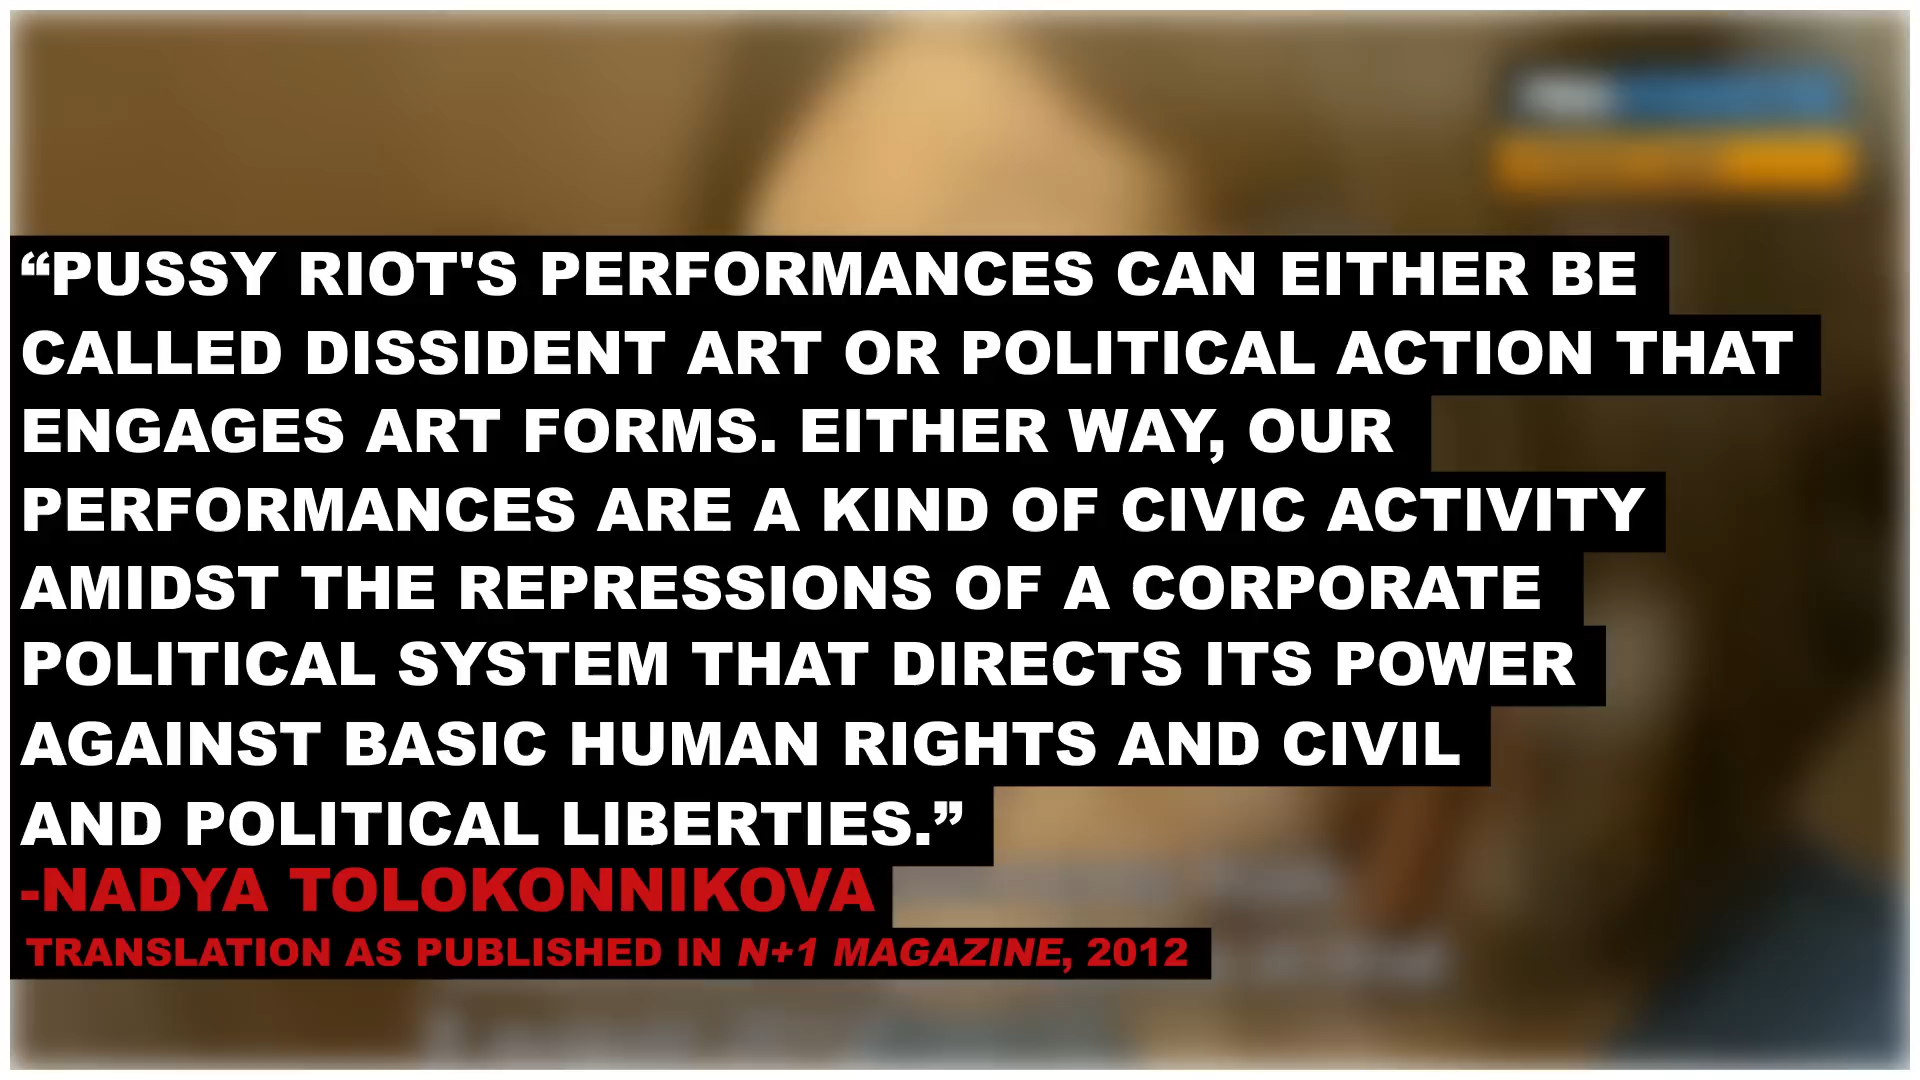 “PUSSY RIOT'S PERFORMANCES CAN EITHER BE
CALLED DISSIDENT ART OR POLITICAL ACTION THAT
ENGAGES ART FORMS. EITHER WAY, OUR
PERFORMANCES ARE A KIND OF CIVIC ACTIVITY
AMIDST THE REPRESSIONS OF A CORPORATE
POLITICAL SYSTEM THAT DIRECTS ITS POWER
AGAINST BASIC HUMAN RIGHTS AND CIVIL
AND POLITICAL LIBERTIES.”
-NADYA TOLOKONNIKOVA
TRANSLATION AS PUBLISHED IN N+1 MAGAZINE, 2012